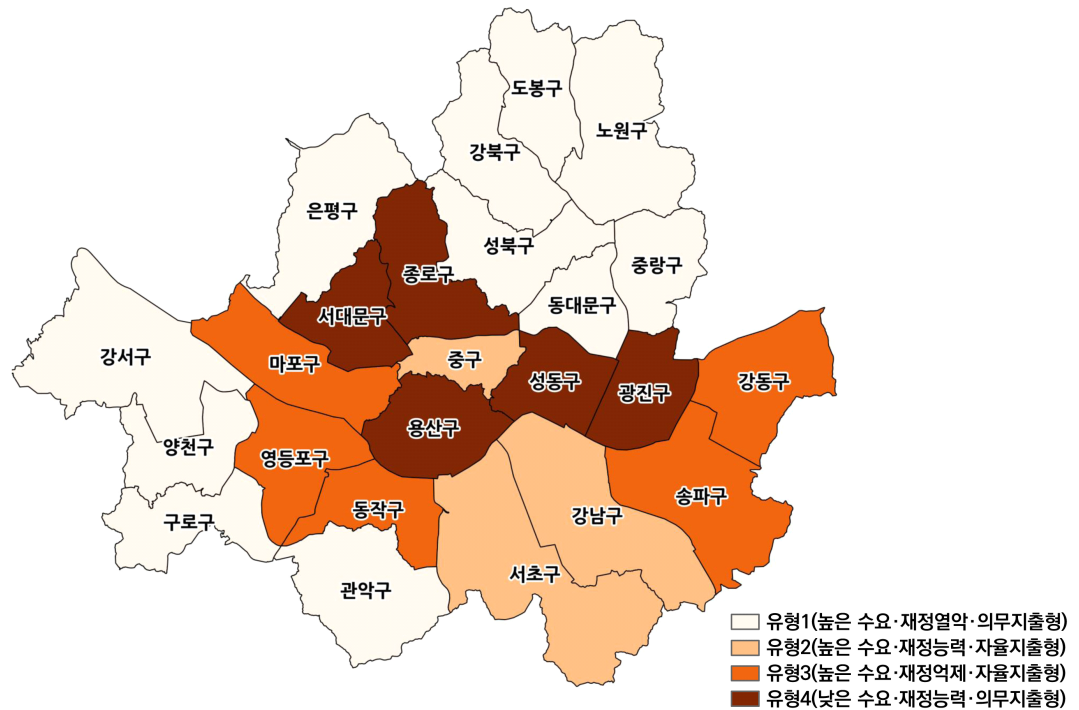 도봉구
노원구
강북구
은평구
성북구
중랑구
종로구
동대문구
서대문구
강서구
마포구
중구
성동구
광진구
강동구
용산구
양천구
영등포구
송파구
동작구
강남구
구로구
서초구
관악구
유형1(높은 수요·재정열악·의무지출형)
유형2(높은 수요·재정능력·자율지출형)
유형3(높은 수요·재정억제·자율지출형)
유형4(낮은 수요·재정능력·의무지출형)